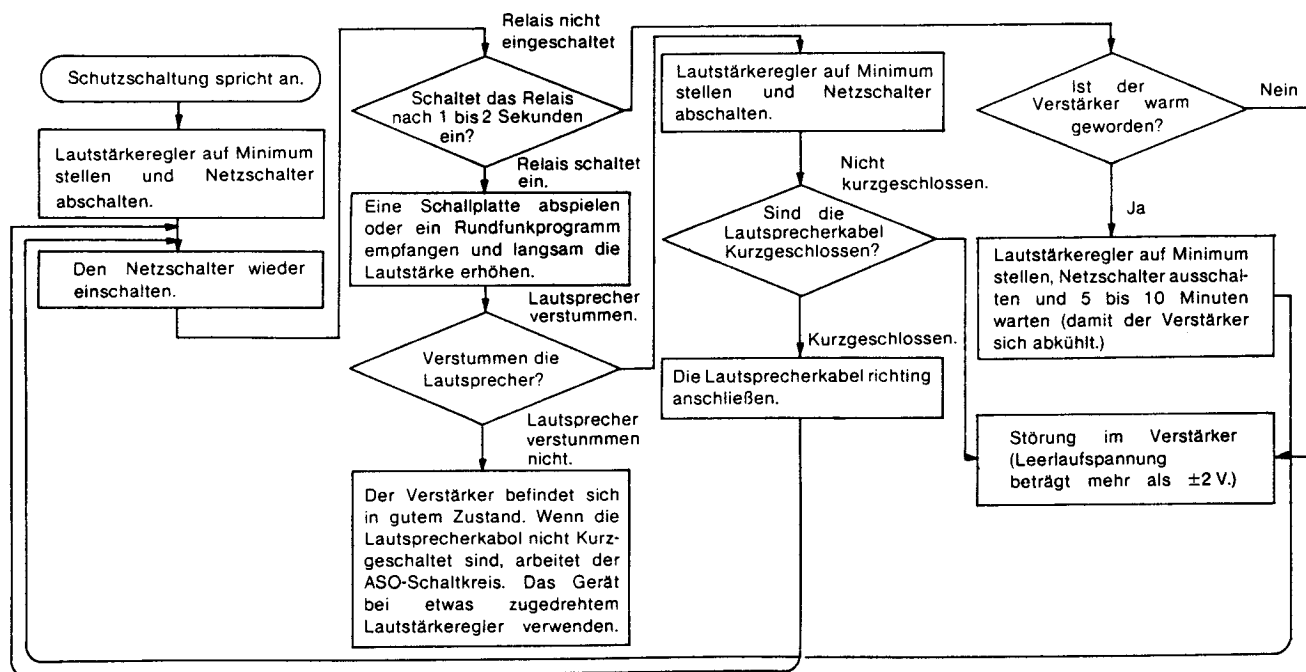 Schutzschaltung spricht an.
Lautstärkeregler auf Minimum
stellen und Netzschalter
abschalten.
Den Netzschalter wieder
einschalten.
Relais nicht
eingeschaltet
Schaltet das Relais
nach 1 bis 2 Sekunden
ein?
Relais schaltet
ein.
Eine Schallplatte abspielen
oder ein Rundfunkprogramm
empfangen und langsam die
Lautstärke erhöhen.
Lautsprecher
verstummen.
Verstummen die
Lautsprecher?
Lautsprecher
verstunmmen
nicht.
Der Verstärker befindet sich
in gutem Zustand. Wenn die
Lautsprecherkabol nicht Kurz-
geschaltet sind, arbeitet der
ASO-Schaltkreis. Das Gerät
bei etwas zugedrehtem
Lautstärkeregler verwenden.
Lautstärkeregler auf Minimum
stellen und Netzschalter
abschalten.
Nicht
kurzgeschlossen.
Sind die
Lautsprecherkabel
Kurzgeschlossen?
Kurzgeschlossen.
Die Lautsprecherkabel richting
anschließen.
Ist der
Verstärker warm
geworden?
Nein
Ja
Lautstärkeregler auf Minimum
stellen, Netzschalter ausschal-
ten und 5 bis 10 Minuten
warten (damit der Verstärker
sich abkühlt.)
Störung im Verstärker
(Leerlaufspannung
beträgt mehr als ±2 V.)